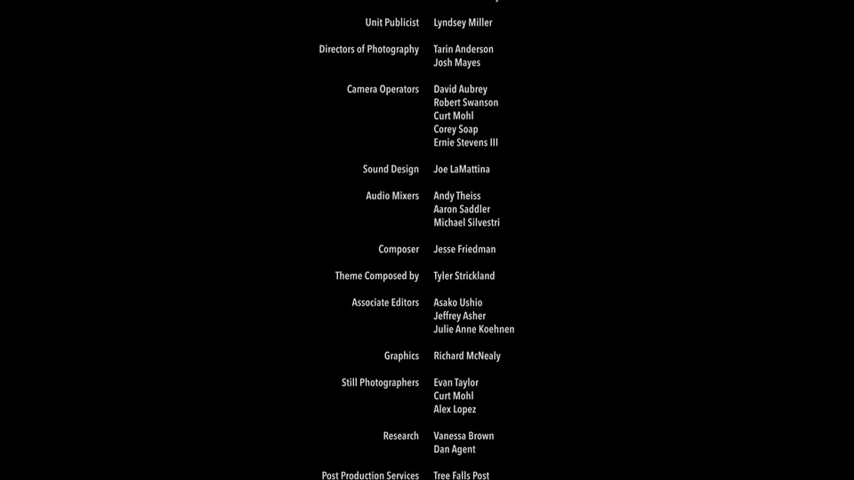 Unit Publicist Lyndsey Miller
Directors of Photography Tarin Anderson
Josh Mayes
Camera Operators David Aubrey
Robert Swanson
Curt Mohl
Corey Soap
Ernie Stevens III
Sound Design Joe LaMattina
Audio Mixers Andy Theiss
Aaron Saddler
Michael Silvestri
Composer Jesse Friedman
Theme Composed by Tyler Strickland
Associate Editors Asako Ushio
Jeffrey Asher
Julie Anne Koehnen
Graphics Richard McNealy
Still Photographers Evan Taylor
Curt Mohl
Alex Lopez
Research Vanessa Brown
Dan Agent
Post Production Services Tree Falls Post